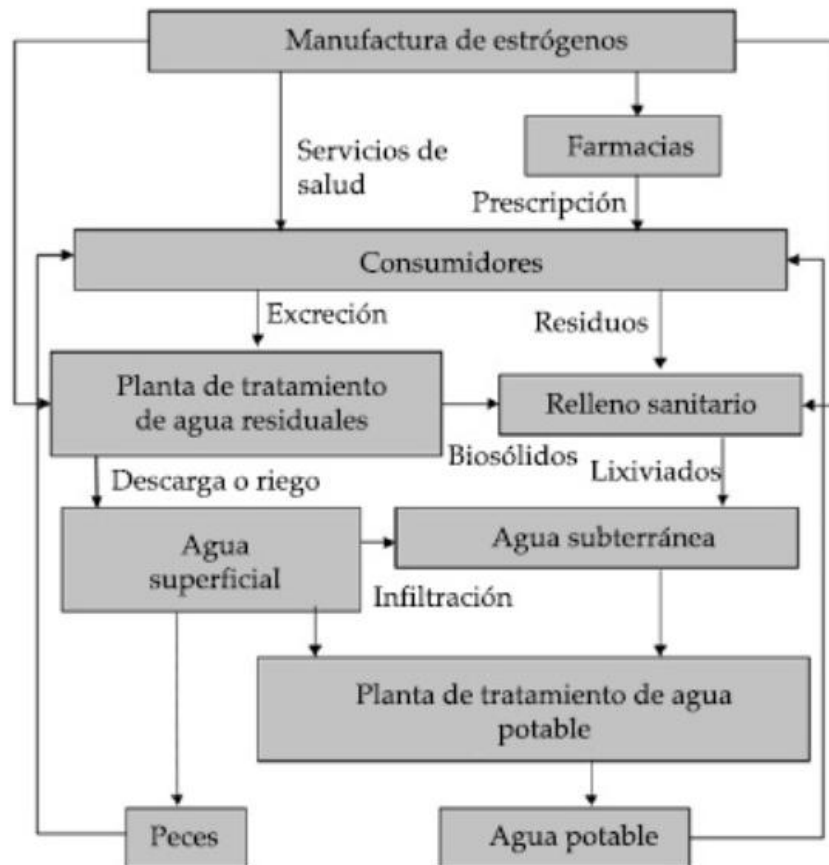 Manufactura de estrógenos
Farmacias
Servicios de
salud
Prescripción
Consumidores
Excreción
Residuos
Planta de tratamiento
de agua residuales
Relleno sanitario
Biosólidos
Lixiviados
Descarga o riego
Agua
superficial
Agua subterránea
Infiltración
Planta de tratamiento de agua
potable
Peces
Agua potable